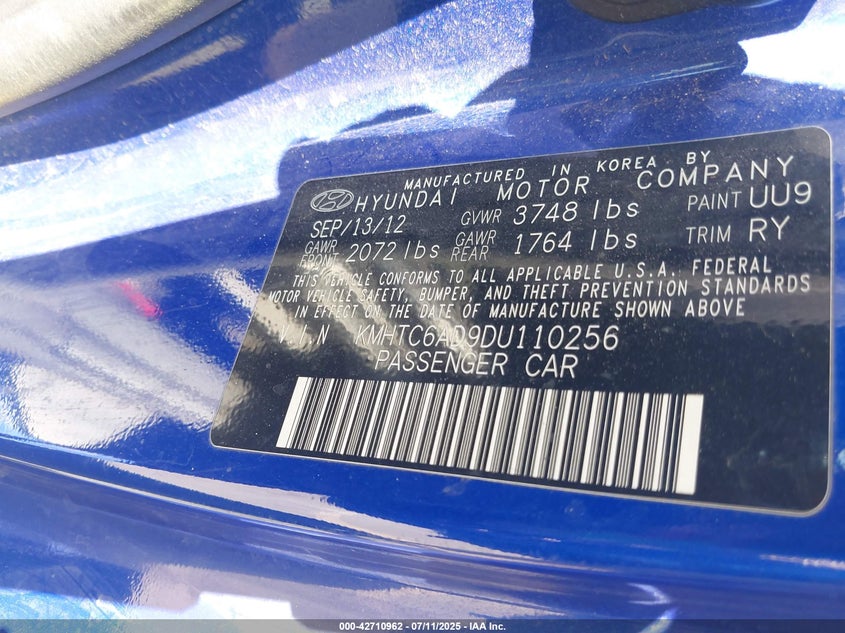 MANUFACTURED IN KOREA BY
HYUNDAI MOTOR COMPANY
SEP/13/12 GVWR 3748 lbs PAINT UU9
GAWR FRONT 2072 lbs GAWR REAR 1764 lbs TRIM RY
THIS VEHICLE CONFORMS TO ALL APPLICABLE U.S.A. FEDERAL
MOTOR VEHICLE SAFETY, BUMPER, AND THEFT PREVENTION STANDARDS
IN EFFECT ON THE DATE OF MANUFACTURE SHOWN ABOVE
V.I.N KMHTC6AD9DU110256
PASSENGER CAR
000-42710962 - 07/11/2025 - IAA Inc.